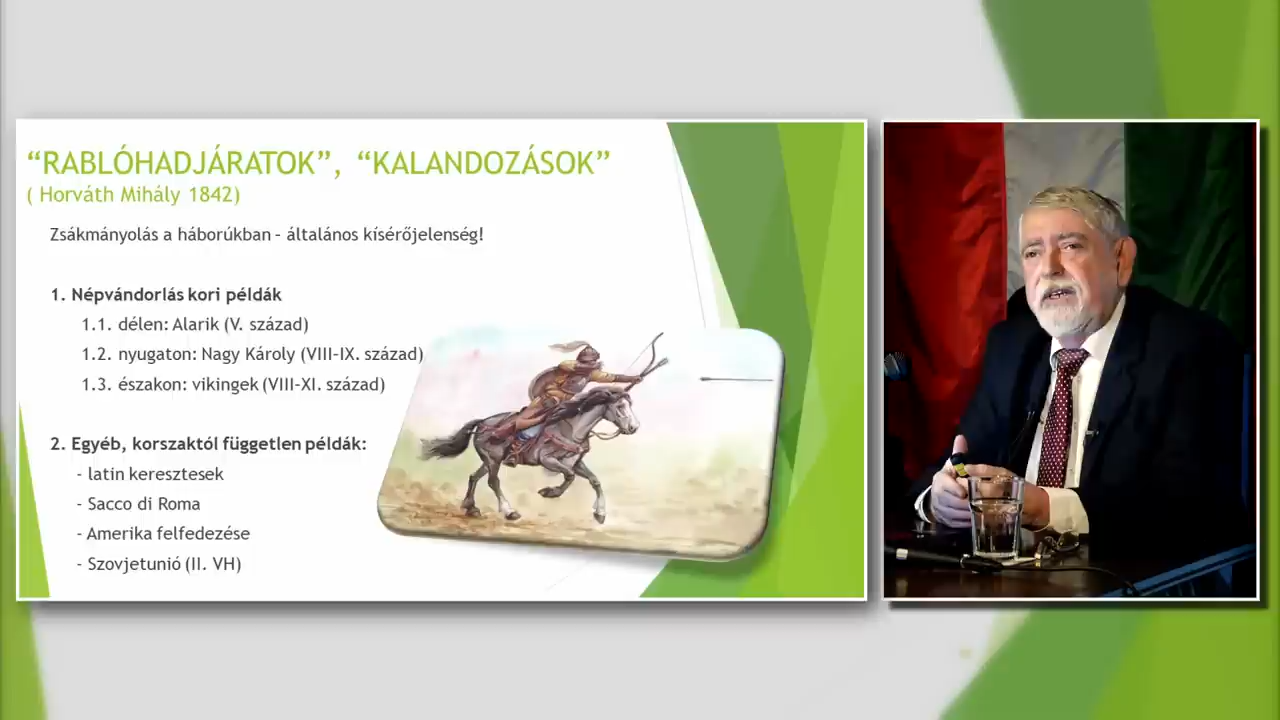 “RABLÓHADJÁRATOK”, “KALANDOZÁSOK”
( Horváth Mihály 1842)
Zsákmányolás a háborúkban – általános kísérőjelenség!
1. Népvándorlás kori példák
1.1. délen: Alarik (V. század)
1.2. nyugaton: Nagy Károly (VIII-IX. század)
1.3. északon: vikingek (VIII-XI. század)
2. Egyéb, korszaktól független példák:
- latin keresztesek
- Sacco di Roma
- Amerika felfedezése
- Szovjetunió (II. VH)